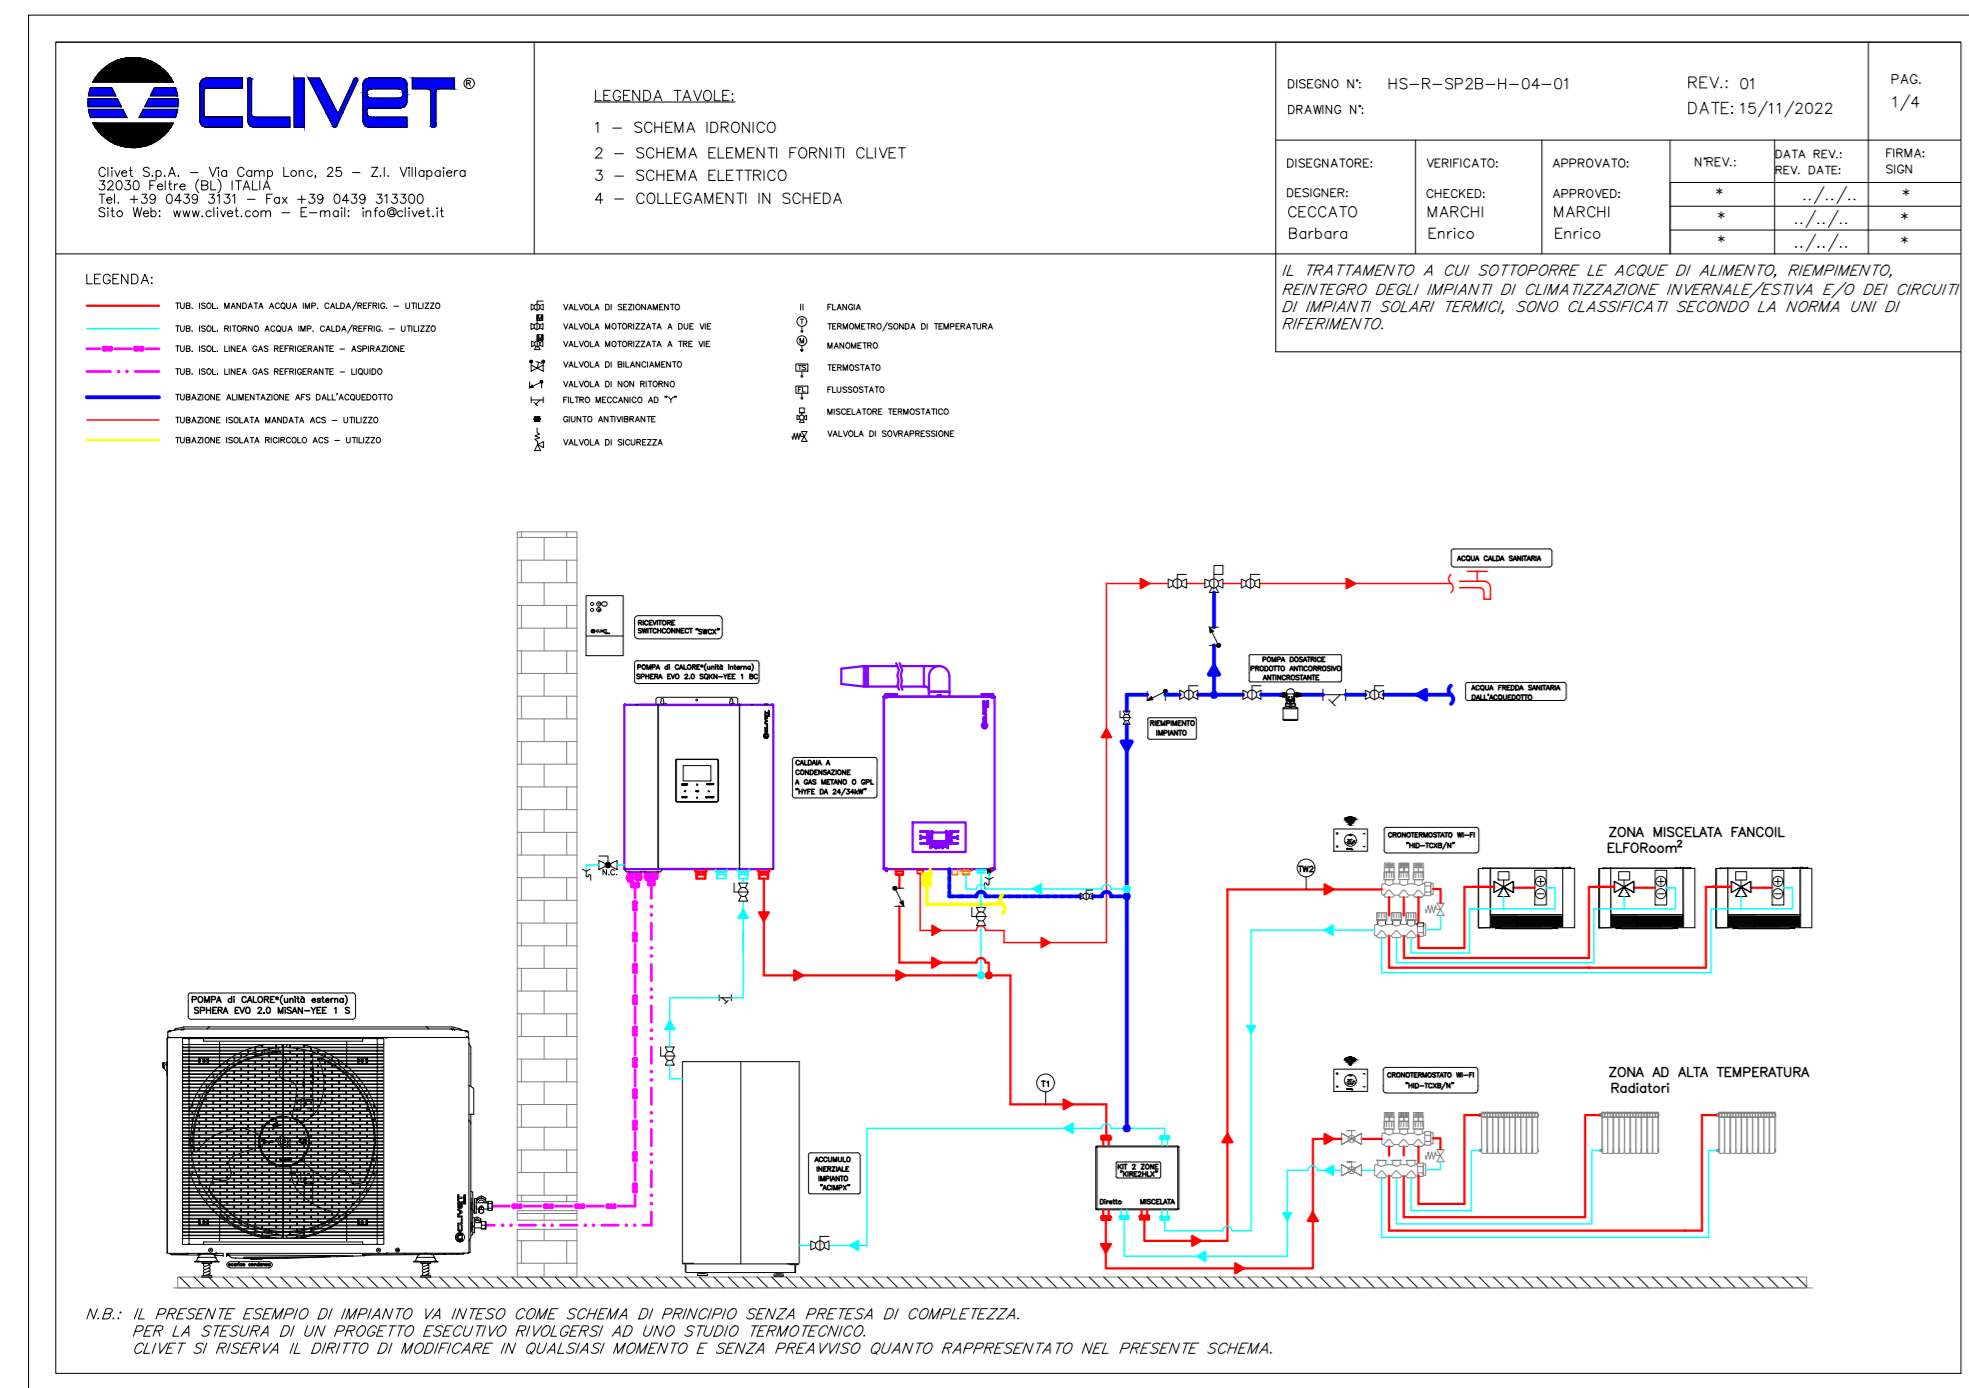 CLIVET®
Clivet S.p.A. – Via Camp Lonc, 25 – Z.I. Villapaiera
32030 Feltre (BL) ITALIA
Tel. +39 0439 3131 – Fax +39 0439 313300
Sito Web: www.clivet.com – E-mail: info@clivet.it
LEGENDA TAVOLE:
1 – SCHEMA IDRONICO
2 – SCHEMA ELEMENTI FORNITI CLIVET
3 – SCHEMA ELETTRICO
4 – COLLEGAMENTI IN SCHEDA
DISEGNO N°: HS-R-SP2B-H-04-01
DRAWING N°:
REV.: 01
DATE: 15/11/2022
PAG.
1/4
DISEGNATORE:
DESIGNER:
CECCATO
Barbara
VERIFICATO:
CHECKED:
MARCHI
Enrico
APPROVATO:
APPROVED:
MARCHI
Enrico
N°REV.:
*
*
*
DATA REV.:
REV. DATE:
../../..
../../..
../../..
FIRMA:
SIGN
*
*
*
IL TRATTAMENTO A CUI SOTTOPORRE LE ACQUE DI ALIMENTO, RIEMPIMENTO,
REINTEGRO DEGLI IMPIANTI DI CLIMATIZZAZIONE INVERNALE/ESTIVA E/O DEI CIRCUITI
DI IMPIANTI SOLARI TERMICI, SONO CLASSIFICATI SECONDO LA NORMA UNI DI
RIFERIMENTO.
LEGENDA:
TUB. ISOL. MANDATA ACQUA IMP. CALDA/REFRIG. – UTILIZZO
TUB. ISOL. RITORNO ACQUA IMP. CALDA/REFRIG. – UTILIZZO
TUB. ISOL. LINEA GAS REFRIGERANTE – ASPIRAZIONE
TUB. ISOL. LINEA GAS REFRIGERANTE – LIQUIDO
TUBAZIONE ALIMENTAZIONE AFS DALL'ACQUEDOTTO
TUBAZIONE ISOLATA MANDATA ACS – UTILIZZO
TUBAZIONE ISOLATA RICIRCOLO ACS – UTILIZZO
VALVOLA DI SEZIONAMENTO
M VALVOLA MOTORIZZATA A DUE VIE
M VALVOLA MOTORIZZATA A TRE VIE
VALVOLA DI BILANCIAMENTO
VALVOLA DI NON RITORNO
FILTRO MECCANICO AD "Y"
GIUNTO ANTIVIBRANTE
VALVOLA DI SICUREZZA
FLANGIA
T TERMOMETRO/SONDA DI TEMPERATURA
M MANOMETRO
TS TERMOSTATO
FL FLUSSOSTATO
MISCELATORE TERMOSTATICO
VALVOLA DI SOVRAPRESSIONE
ACQUA CALDA SANITARIA
RICEVITORE
SWITCHCONNECT "SWCX"
POMPA di CALORE*(unità interna)
SPHERA EVO 2.0 SQKN-YEE 1 BC
POMPA DOSATRICE
PRODOTTO ANTICORROSIVO
ANTINCROSTANTE
ACQUA FREDDA SANITARIA
DALL'ACQUEDOTTO
RIEMPIMENTO
IMPIANTO
CLIVET
CLIVET
CALDAIA A
CONDENSAZIONE
A GAS METANO O GPL
"HYFE DA 24/34kW"
N.C.
CRONOTERMOSTATO WI-FI
"HID-TCXB/N"
ZONA MISCELATA FANCOIL
ELFORoom²
TW2
POMPA di CALORE*(unità esterna)
SPHERA EVO 2.0 MiSAN-YEE 1 S
CLIVET
scarico condensa
T1
CRONOTERMOSTATO WI-FI
"HID-TCXB/N"
ZONA AD ALTA TEMPERATURA
Radiatori
ACCUMULO
INERZIALE
IMPIANTO
"ACIMPX"
KIT 2 ZONE
"KIRE2HLX"
Diretto MISCELATA
N.B.: IL PRESENTE ESEMPIO DI IMPIANTO VA INTESO COME SCHEMA DI PRINCIPIO SENZA PRETESA DI COMPLETEZZA.
PER LA STESURA DI UN PROGETTO ESECUTIVO RIVOLGERSI AD UNO STUDIO TERMOTECNICO.
CLIVET SI RISERVA IL DIRITTO DI MODIFICARE IN QUALSIASI MOMENTO E SENZA PREAVVISO QUANTO RAPPRESENTATO NEL PRESENTE SCHEMA.